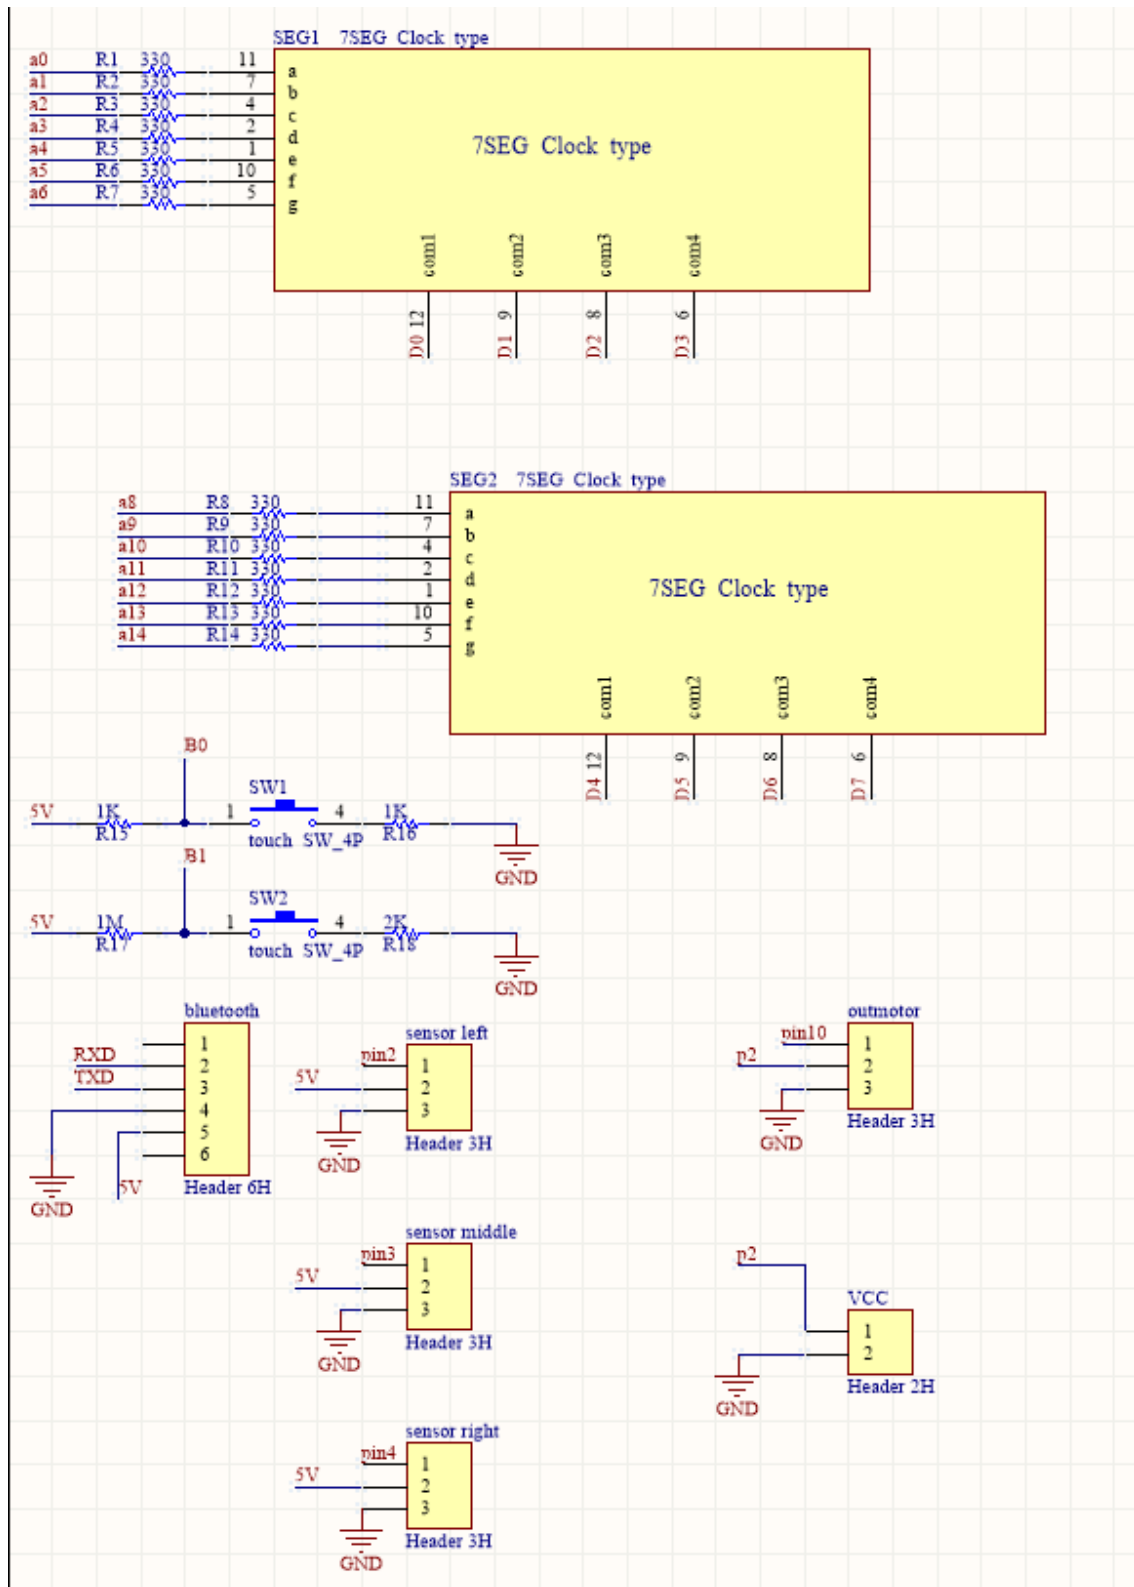 SEG1 7SEG Clock type
a0 R1 330 11 a
a1 R2 330 7 b
a2 R3 330 4 c
a3 R4 330 2 d
a4 R5 330 1 e
a5 R6 330 10 f
a6 R7 330 5 g
7SEG Clock type
com1 com2 com3 com4
12 9 8 6
D0 D1 D2 D3
SEG2 7SEG Clock type
a8 R8 330 11 a
a9 R9 330 7 b
a10 R10 330 4 c
a11 R11 330 2 d
a12 R12 330 1 e
a13 R13 330 10 f
a14 R14 330 5 g
7SEG Clock type
com1 com2 com3 com4
12 9 8 6
D4 D5 D6 D7
B0
SW1
5V 1K 1 4 1K
R15 touch SW_4P R16
GND
B1
SW2
5V 1M 1 4 2K
R17 touch SW_4P R18
GND
bluetooth
1
RXD 2
TXD 3
4
5
6
5V
GND
Header 6H
sensor left
pin2 1
5V 2
3
GND
Header 3H
outmotor
pin10 1
p2 2
3
GND
Header 3H
sensor middle
pin3 1
5V 2
3
GND
Header 3H
p2
VCC
1
2
GND
Header 2H
sensor right
pin4 1
5V 2
3
GND
Header 3H